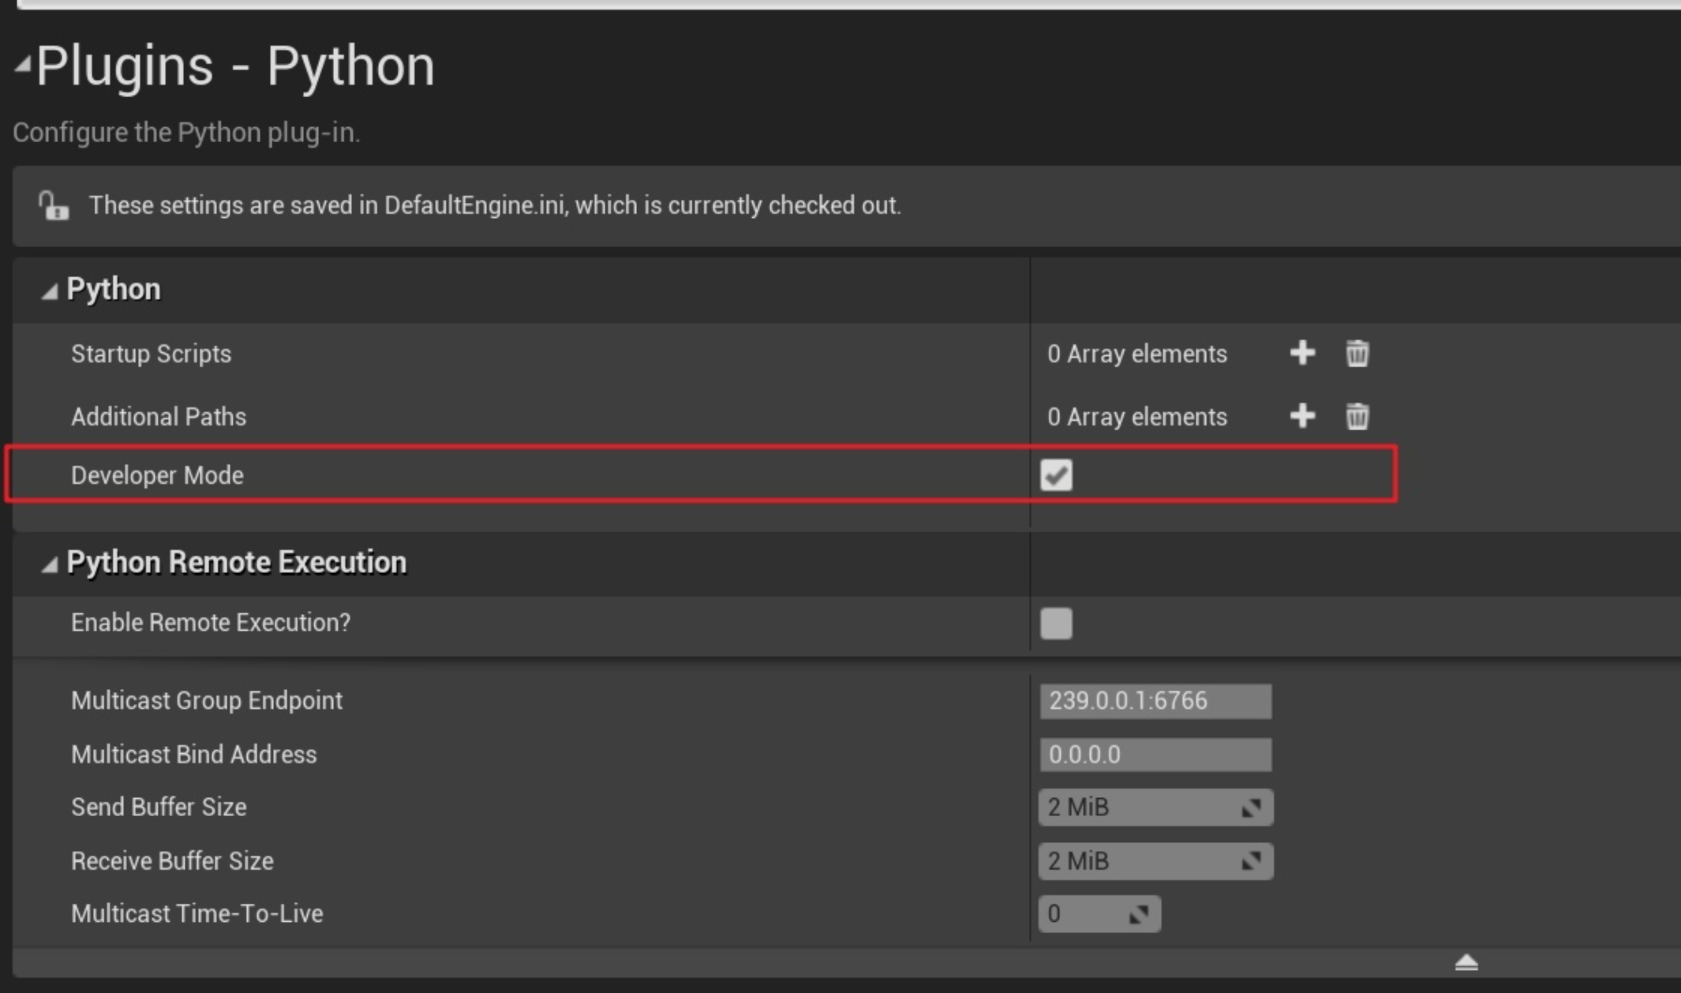 Plugins - Python
Configure the Python plug-in.
These settings are saved in DefaultEngine.ini, which is currently checked out.
Python
Startup Scripts 0 Array elements
Additional Paths 0 Array elements
Developer Mode
Python Remote Execution
Enable Remote Execution?
Multicast Group Endpoint 239.0.0.1:6766
Multicast Bind Address 0.0.0.0
Send Buffer Size 2 MiB
Receive Buffer Size 2 MiB
Multicast Time-To-Live 0